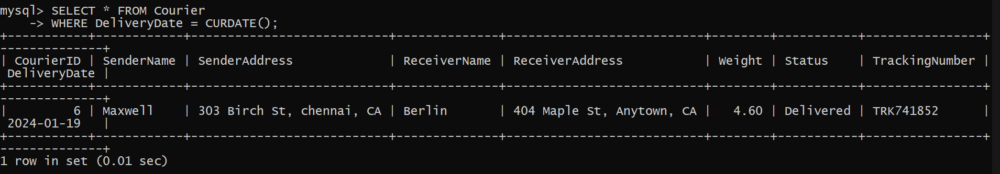 mysql> SELECT * FROM Courier
    -> WHERE DeliveryDate = CURDATE();
+-----------+------------+---------------------------+--------------+---------------------------+--------+-----------+----------------+
--------------+
| CourierID | SenderName | SenderAddress             | ReceiverName | ReceiverAddress           | Weight | Status    | TrackingNumber |
 DeliveryDate |
+-----------+------------+---------------------------+--------------+---------------------------+--------+-----------+----------------+
--------------+
|         6 | Maxwell    | 303 Birch St, chennai, CA | Berlin       | 404 Maple St, Anytown, CA |   4.60 | Delivered | TRK741852      |
 2024-01-19   |
+-----------+------------+---------------------------+--------------+---------------------------+--------+-----------+----------------+
--------------+
1 row in set (0.01 sec)